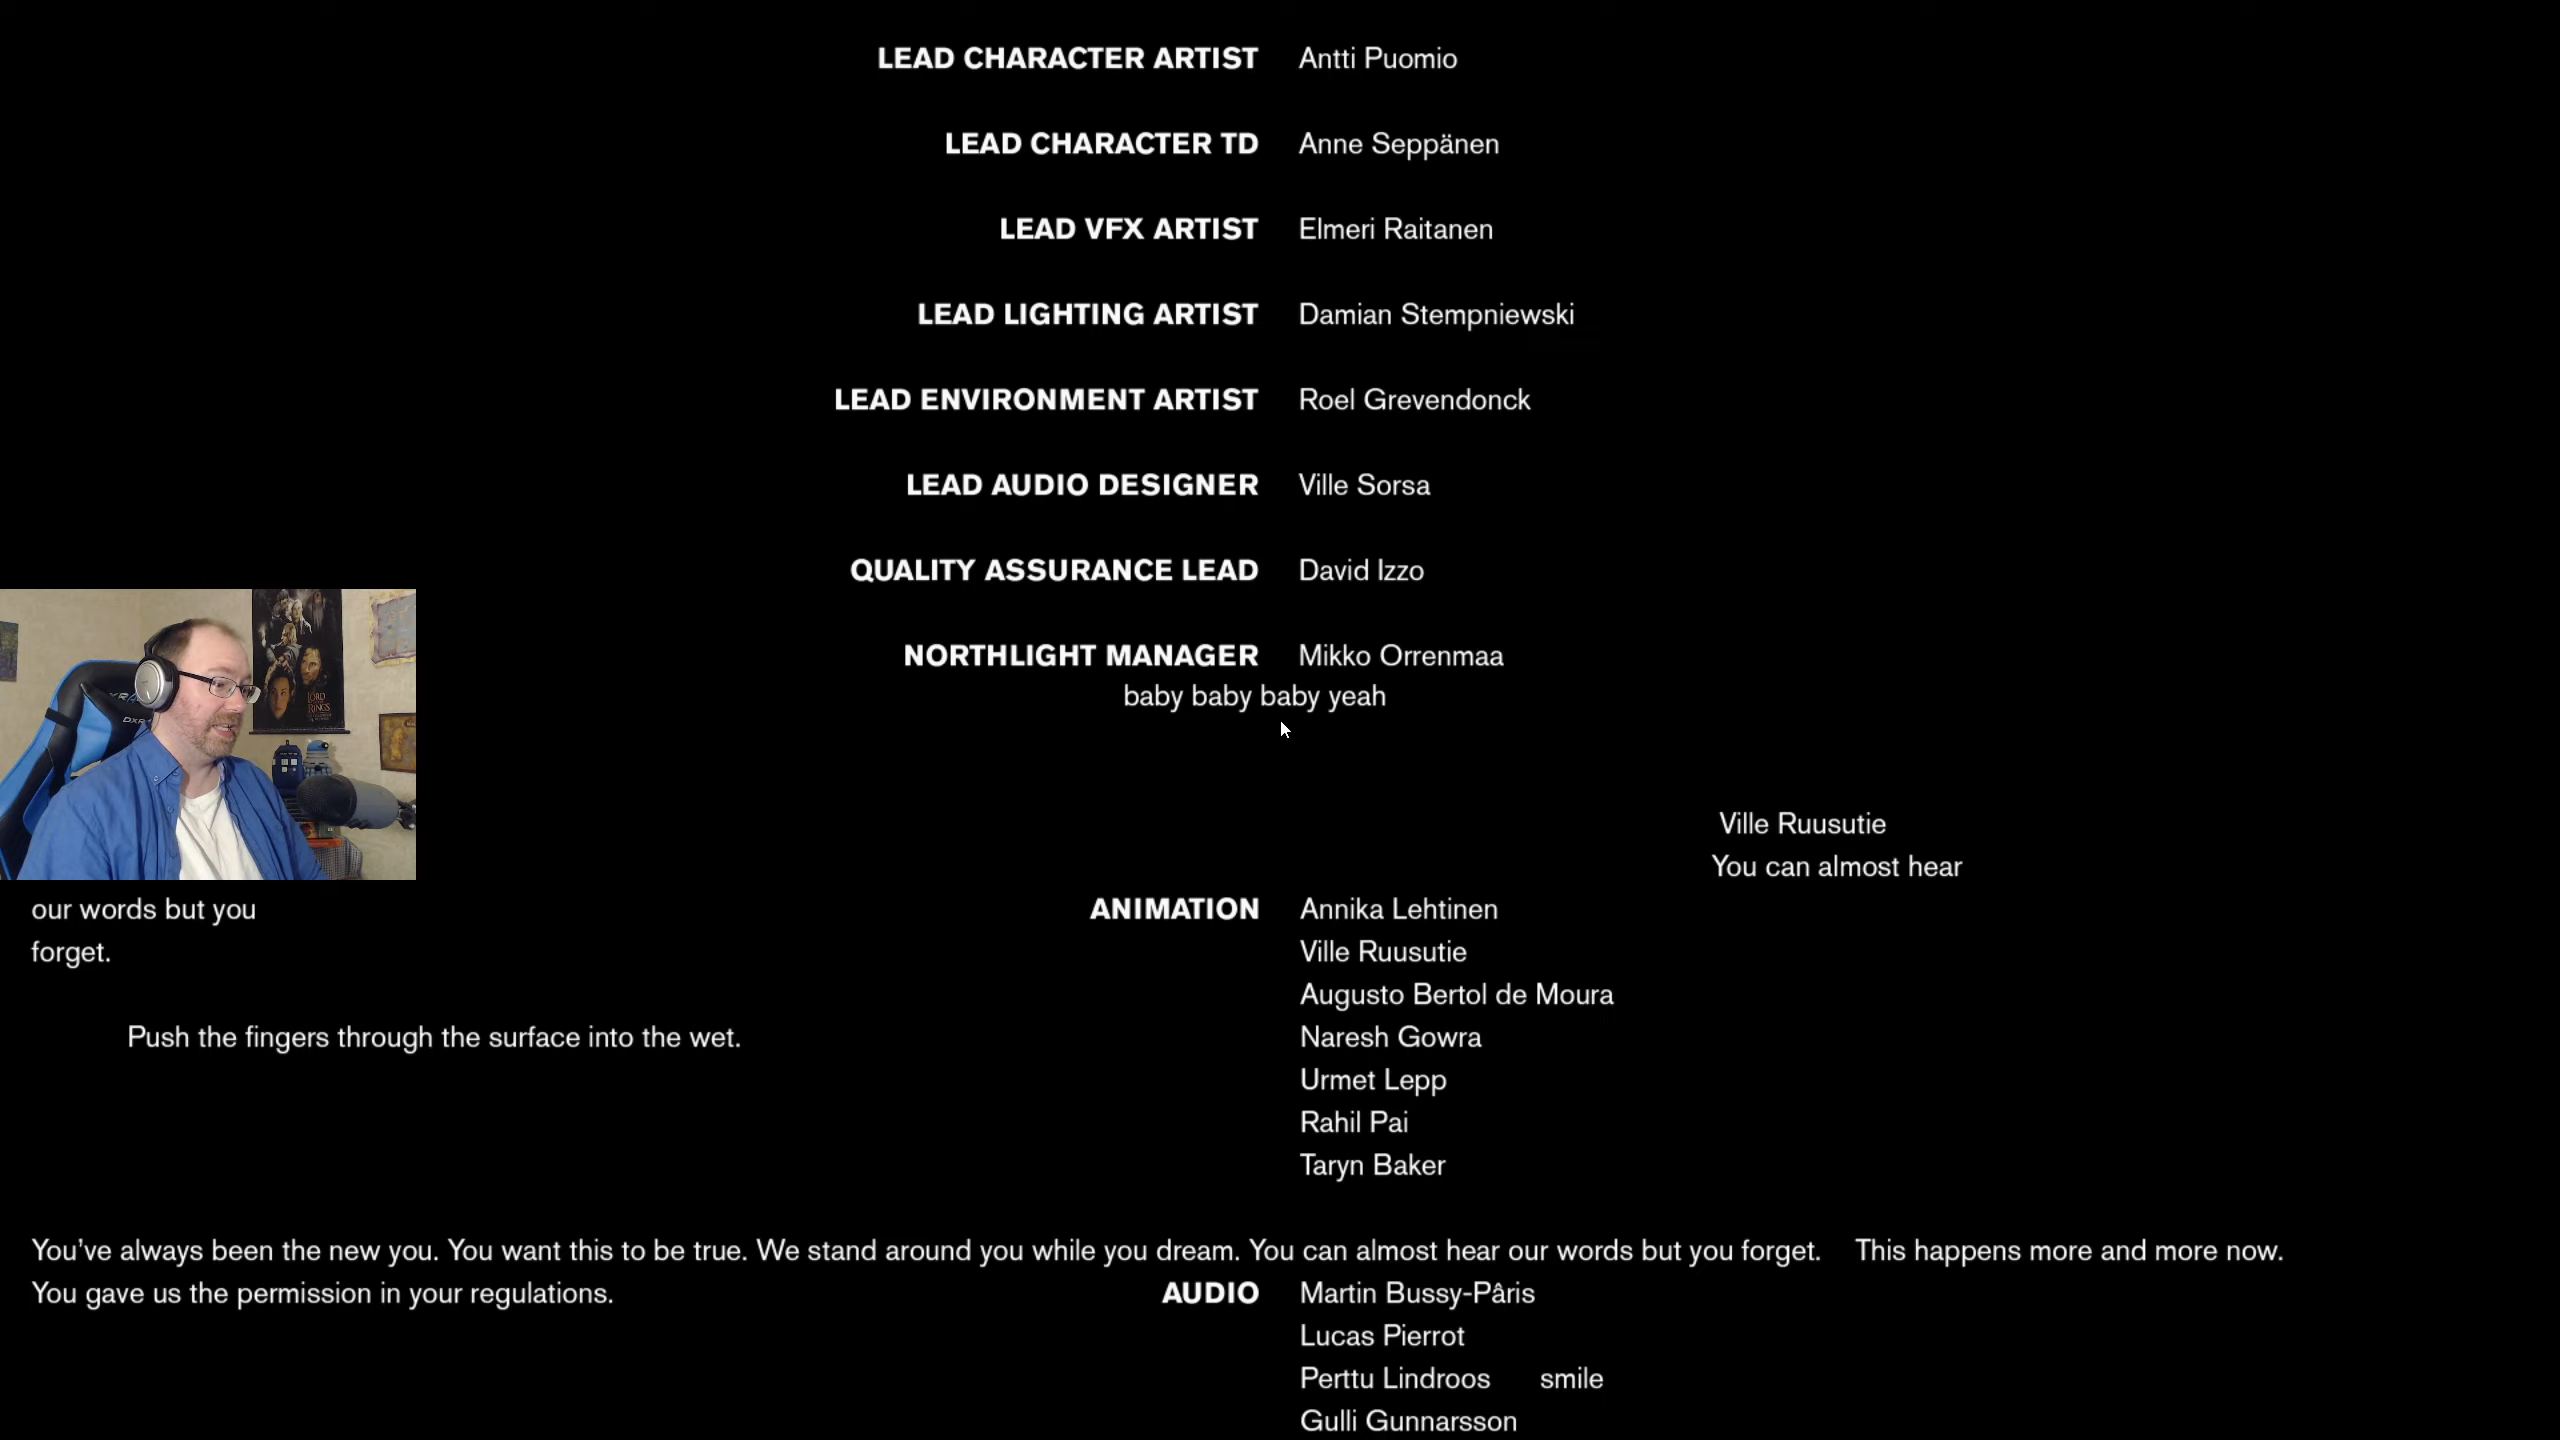 LEAD CHARACTER ARTIST Antti Puomio
LEAD CHARACTER TD Anne Seppänen
LEAD VFX ARTIST Elmeri Raitanen
LEAD LIGHTING ARTIST Damian Stempniewski
LEAD ENVIRONMENT ARTIST Roel Grevendonck
LEAD AUDIO DESIGNER Ville Sorsa
QUALITY ASSURANCE LEAD David Izzo
NORTHLIGHT MANAGER Mikko Orrenmaa
baby baby baby yeah
THE LORD OF THE RINGS
DXR
Ville Ruusutie
You can almost hear
our words but you ANIMATION Annika Lehtinen
forget. Ville Ruusutie
Augusto Bertol de Moura
Push the fingers through the surface into the wet. Naresh Gowra
Urmet Lepp
Rahil Pai
Taryn Baker
You've always been the new you. You want this to be true. We stand around you while you dream. You can almost hear our words but you forget. This happens more and more now.
You gave us the permission in your regulations. AUDIO Martin Bussy-Pâris
Lucas Pierrot
Perttu Lindroos smile
Gulli Gunnarsson